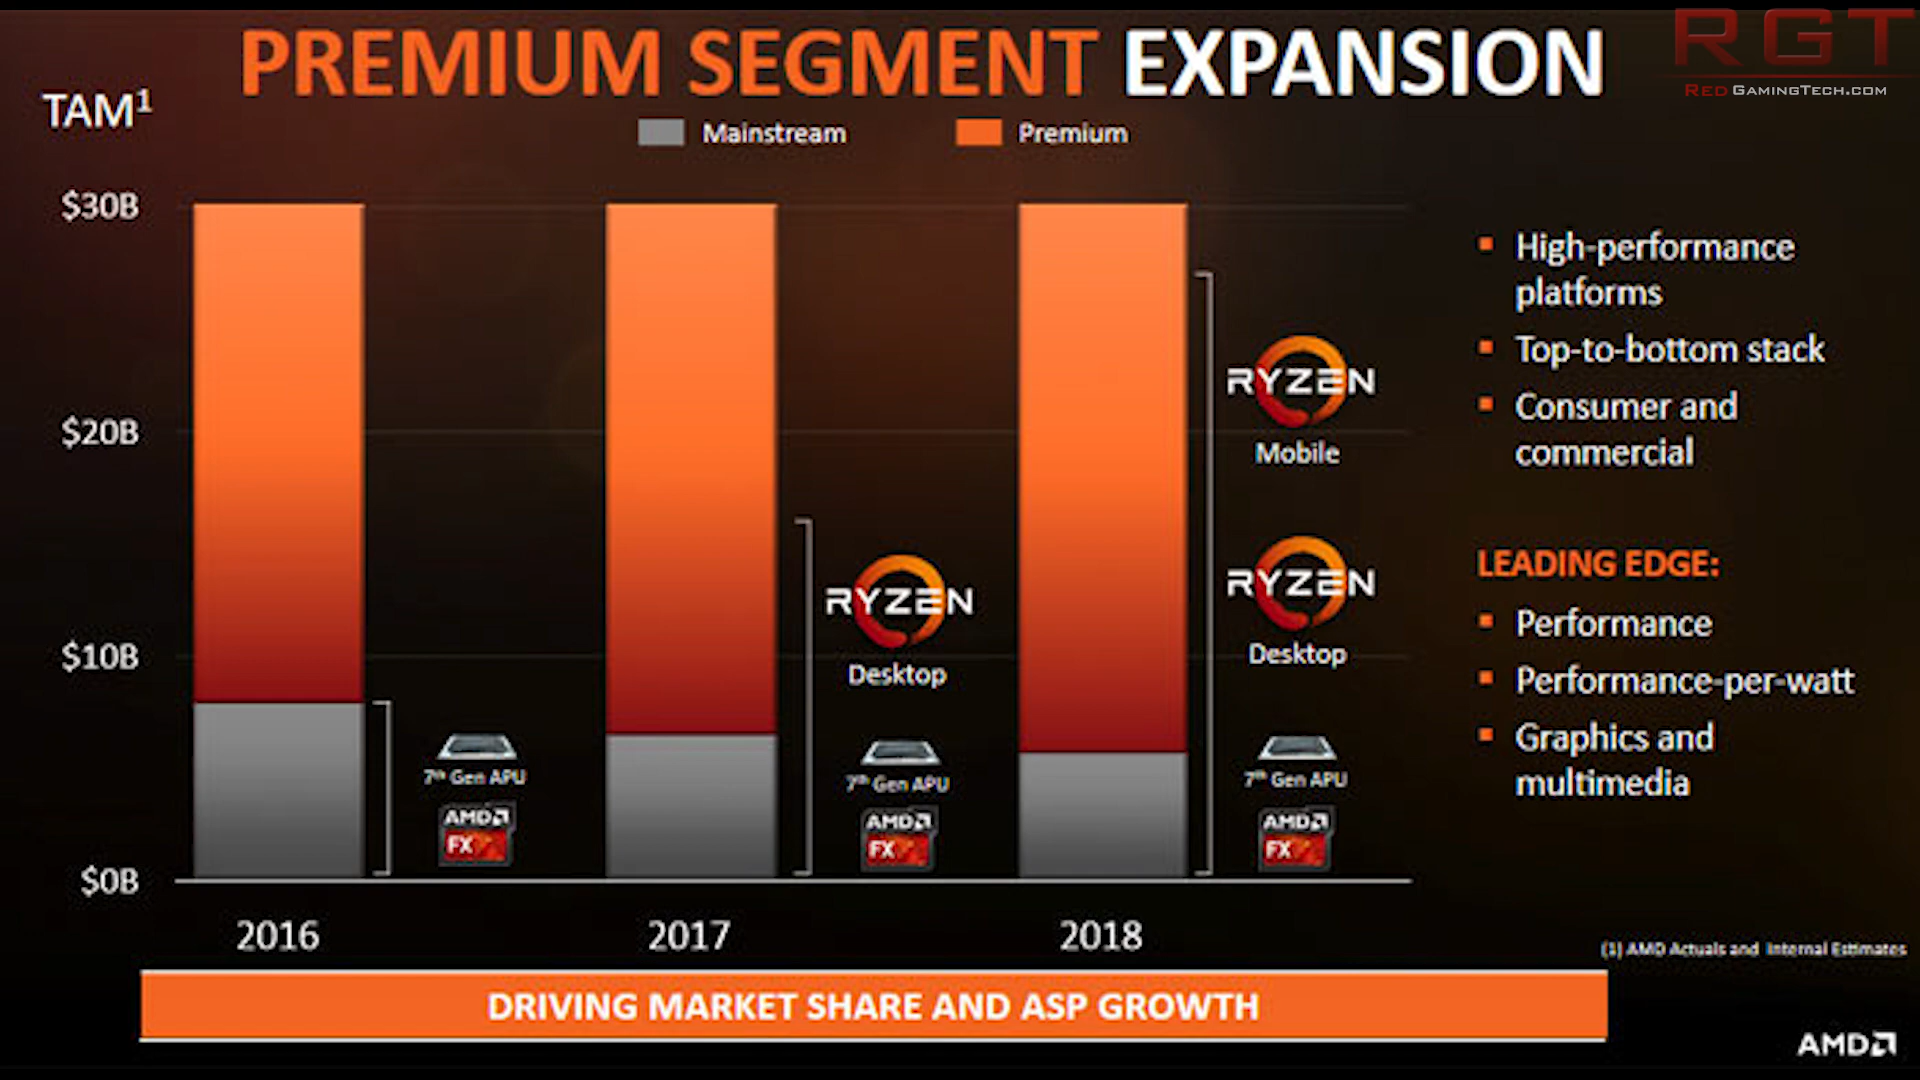 PREMIUM SEGMENT EXPANSION
RGT
RED GAMINGTECH.COM
TAM1
Mainstream
Premium
$30B
$20B
$10B
$0B
7th Gen APU
AMD
FX
RYZEN
Desktop
7th Gen APU
AMD
FX
RYZEN
Mobile
RYZEN
Desktop
7th Gen APU
AMD
FX
2016
2017
2018
High-performance
platforms
Top-to-bottom stack
Consumer and
commercial
LEADING EDGE:
Performance
Performance-per-watt
Graphics and
multimedia
(1) AMD Actuals and Internal Estimates
DRIVING MARKET SHARE AND ASP GROWTH
AMD